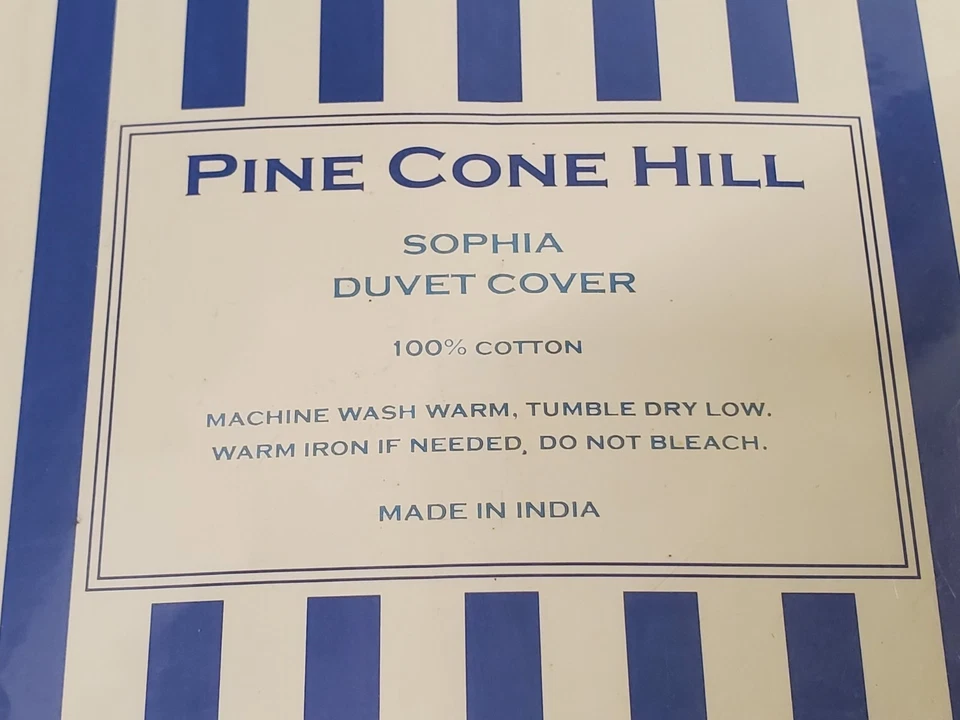 PINE CONE HILL
SOPHIA
DUVET COVER
100% COTTON
MACHINE WASH WARM, TUMBLE DRY LOW.
WARM IRON IF NEEDED, DO NOT BLEACH.
MADE IN INDIA